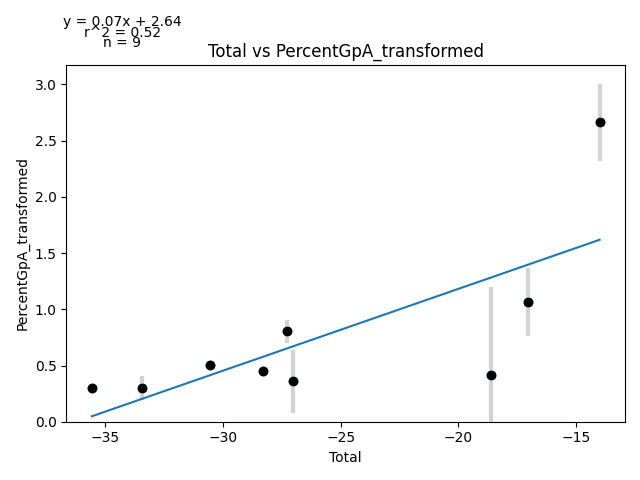 y = 0.07x + 2.64
r^2 = 0.52
n = 9
Total vs PercentGpA_transformed
PercentGpA_transformed
3.0
2.5
2.0
1.5
1.0
0.5
0.0
−35
−30
−25
−20
−15
Total